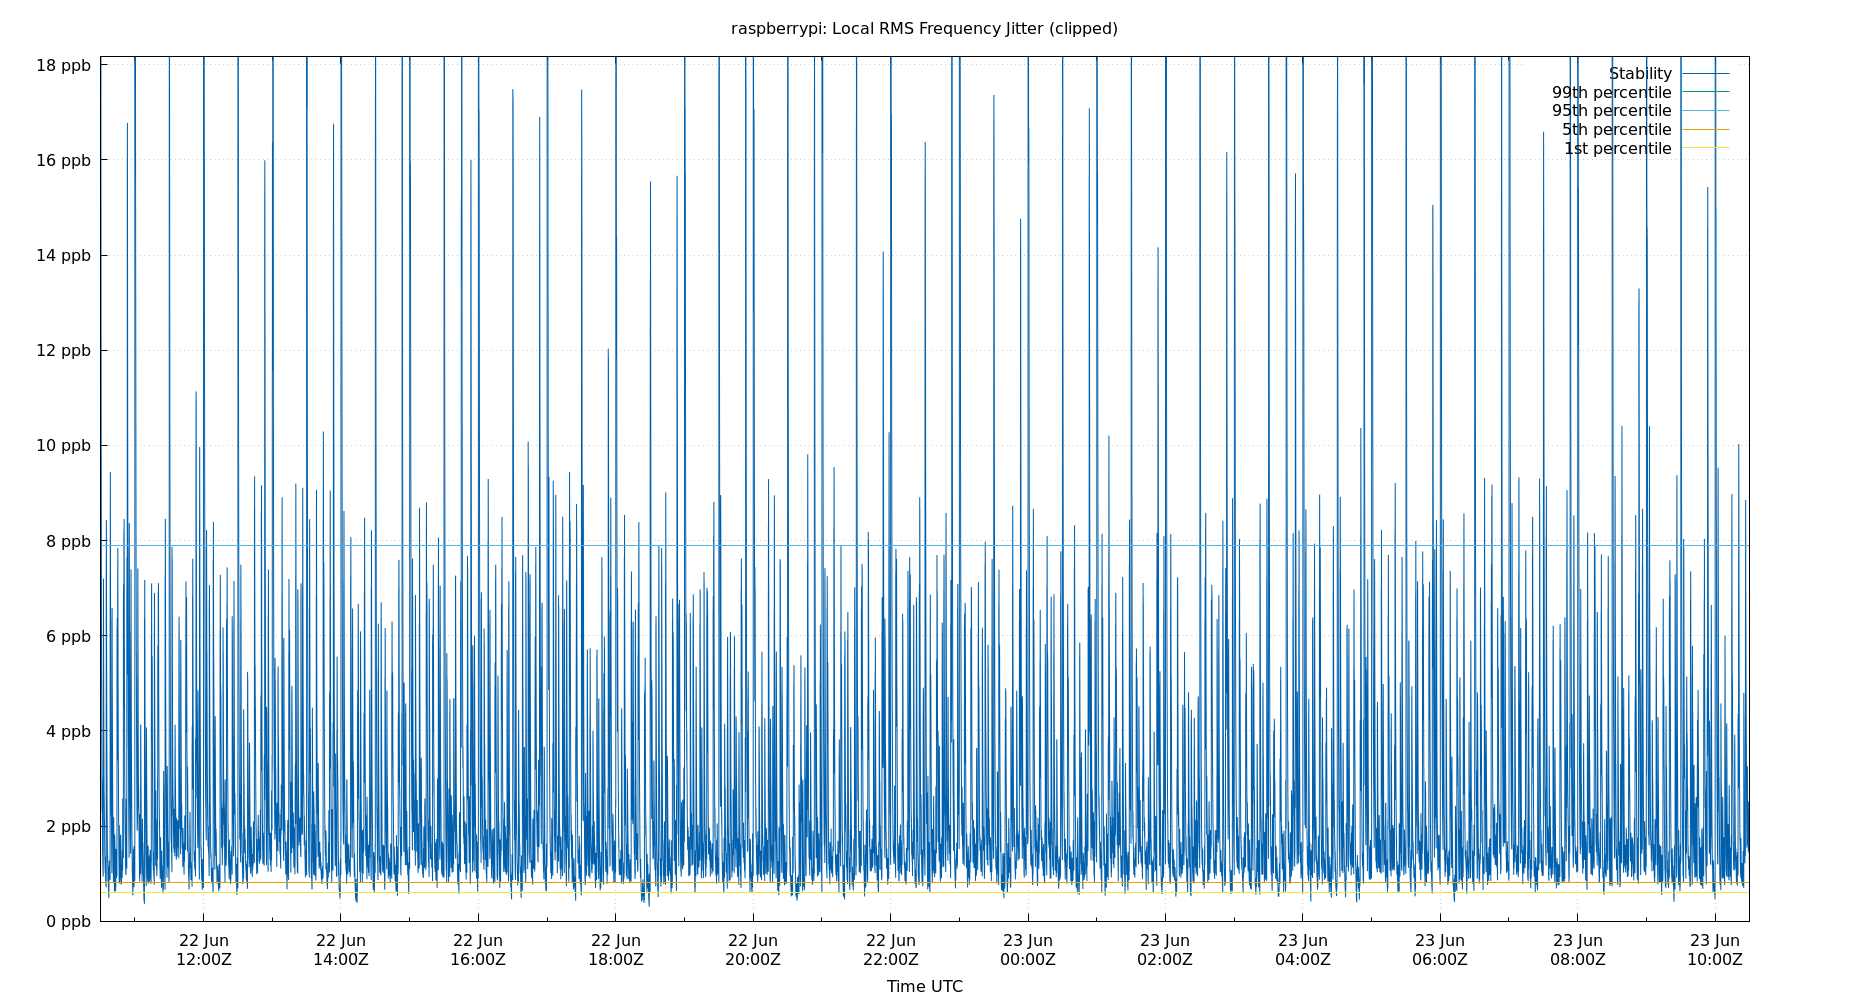 raspberrypi: Local RMS Frequency Jitter (clipped)
18 ppb
16 ppb
14 ppb
12 ppb
10 ppb
8 ppb
6 ppb
4 ppb
2 ppb
0 ppb
Stability
99th percentile
95th percentile
5th percentile
1st percentile
22 Jun 22 Jun 22 Jun 22 Jun 22 Jun 22 Jun 23 Jun 23 Jun 23 Jun 23 Jun 23 Jun 23 Jun
12:00Z 14:00Z 16:00Z 18:00Z 20:00Z 22:00Z 00:00Z 02:00Z 04:00Z 06:00Z 08:00Z 10:00Z
Time UTC